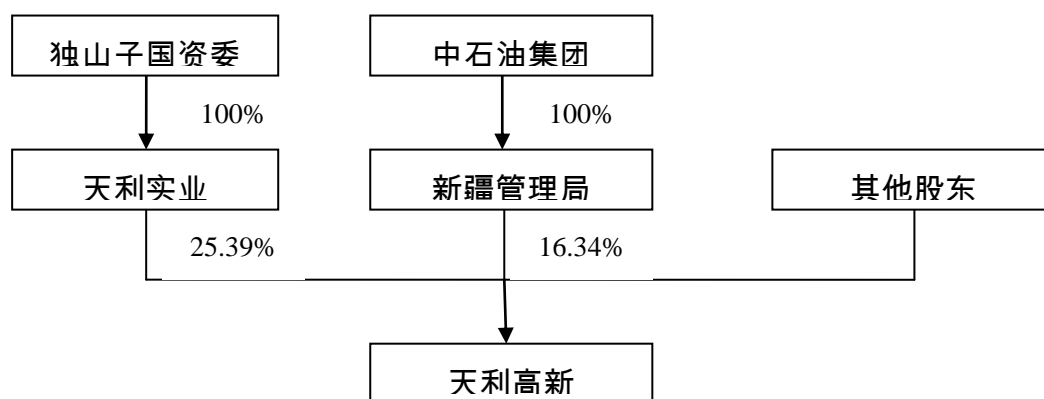 独山子国资委
中石油集团
100%
100%
天利实业
新疆管理局
其他股东
25.39%
16.34%
天利高新